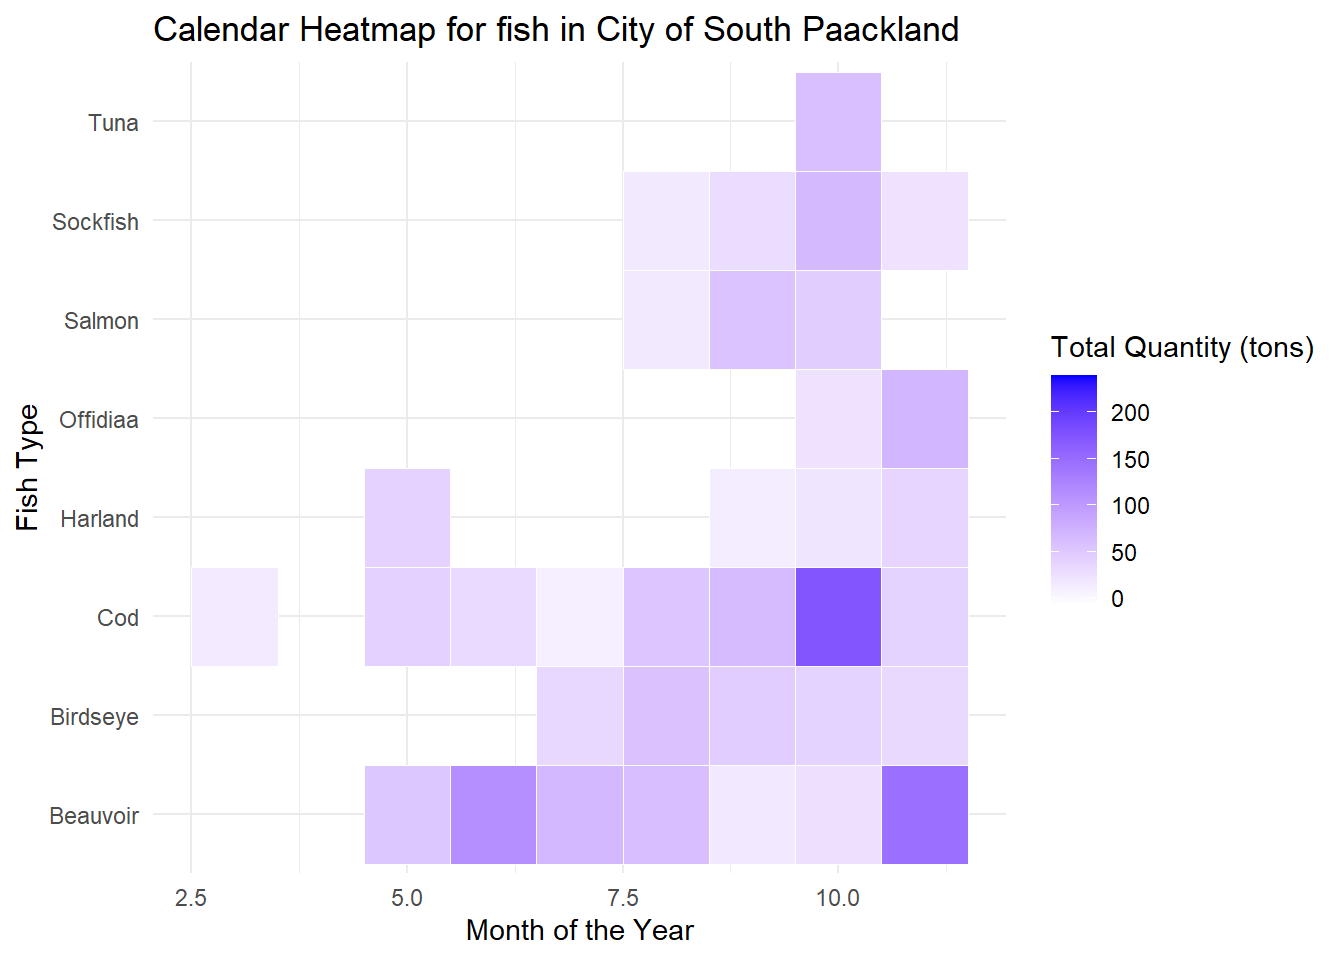 Calendar Heatmap for fish in City of South Paackland
Tuna
Sockfish
Salmon
Offidiaa
Harland
Cod
Birdseye
Beauvoir
Fish Type
2.5
5.0
7.5
10.0
Month of the Year
Total Quantity (tons)
200
150
100
50
0